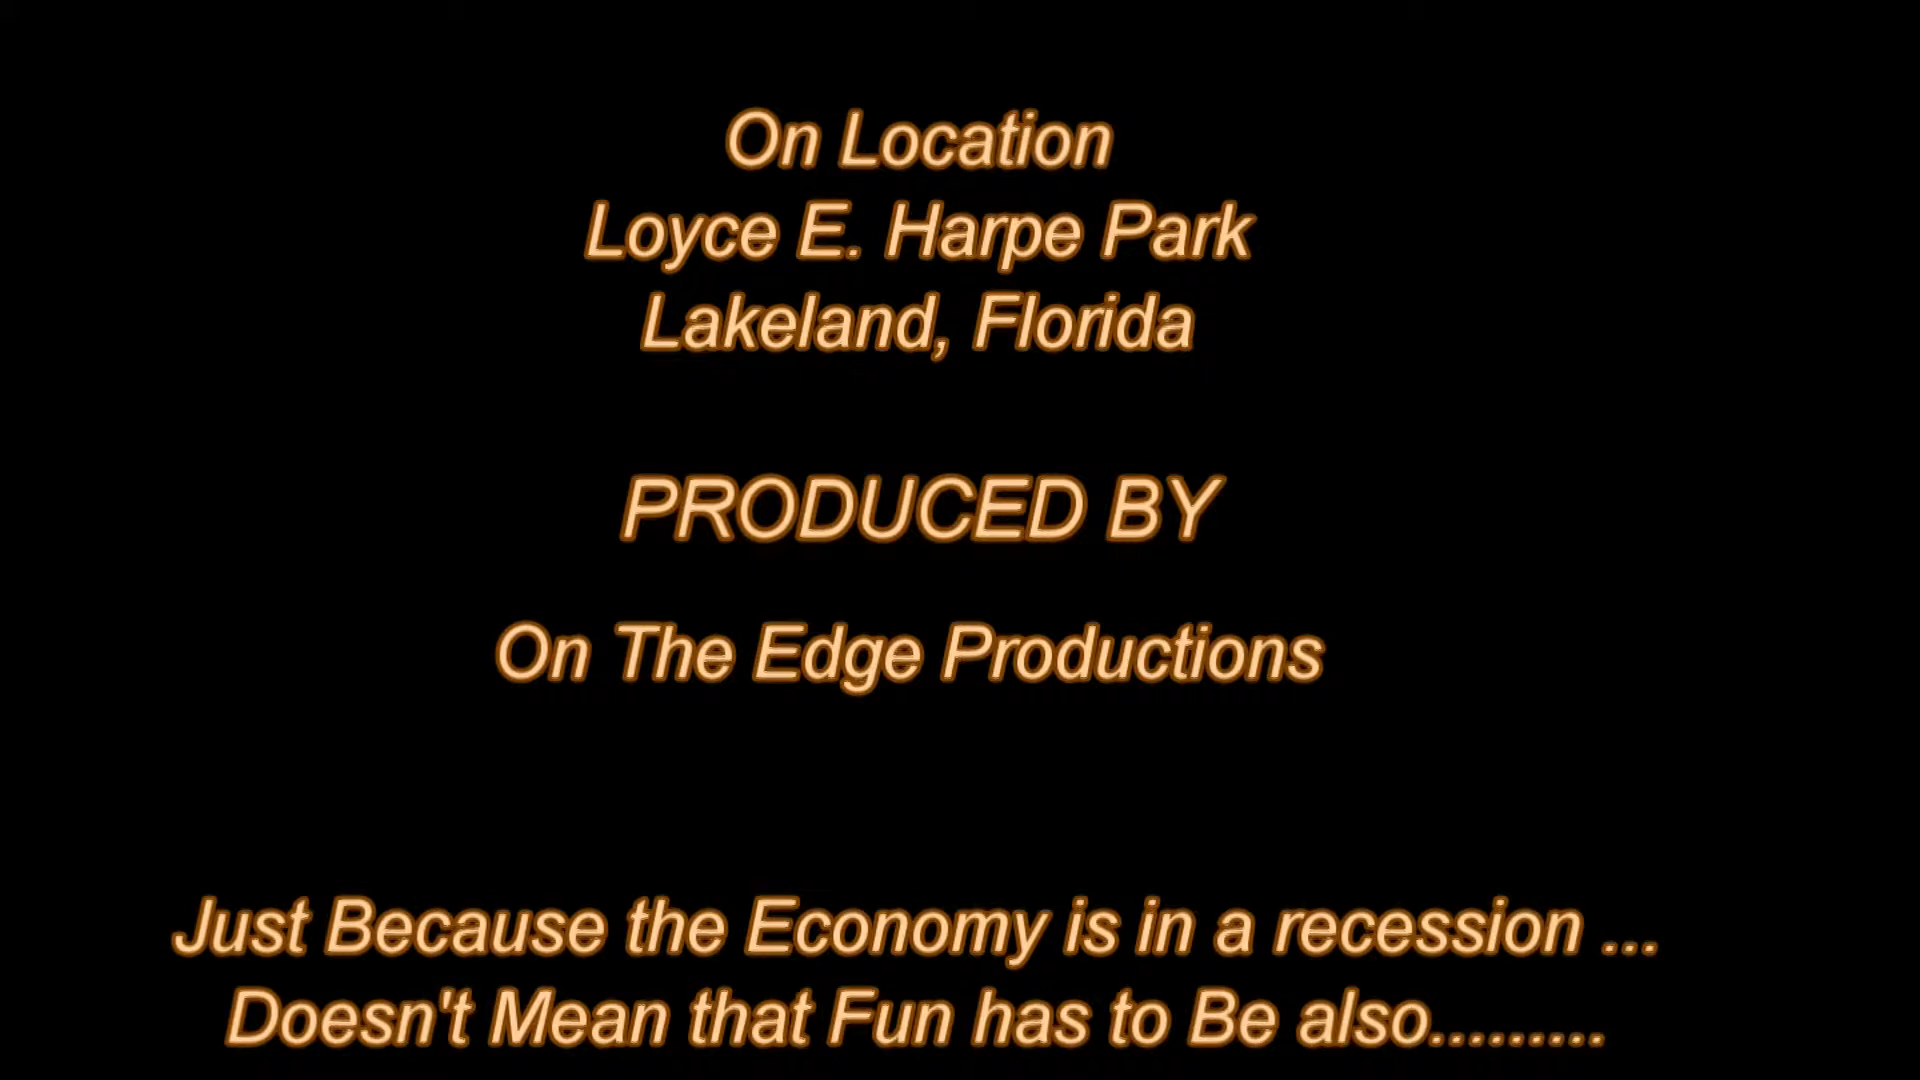 On Location
Loyce E. Harpe Park
Lakeland, Florida
PRODUCED BY
On The Edge Productions
Just Because the Economy is in a recession ...
Doesn't Mean that Fun has to Be also.........